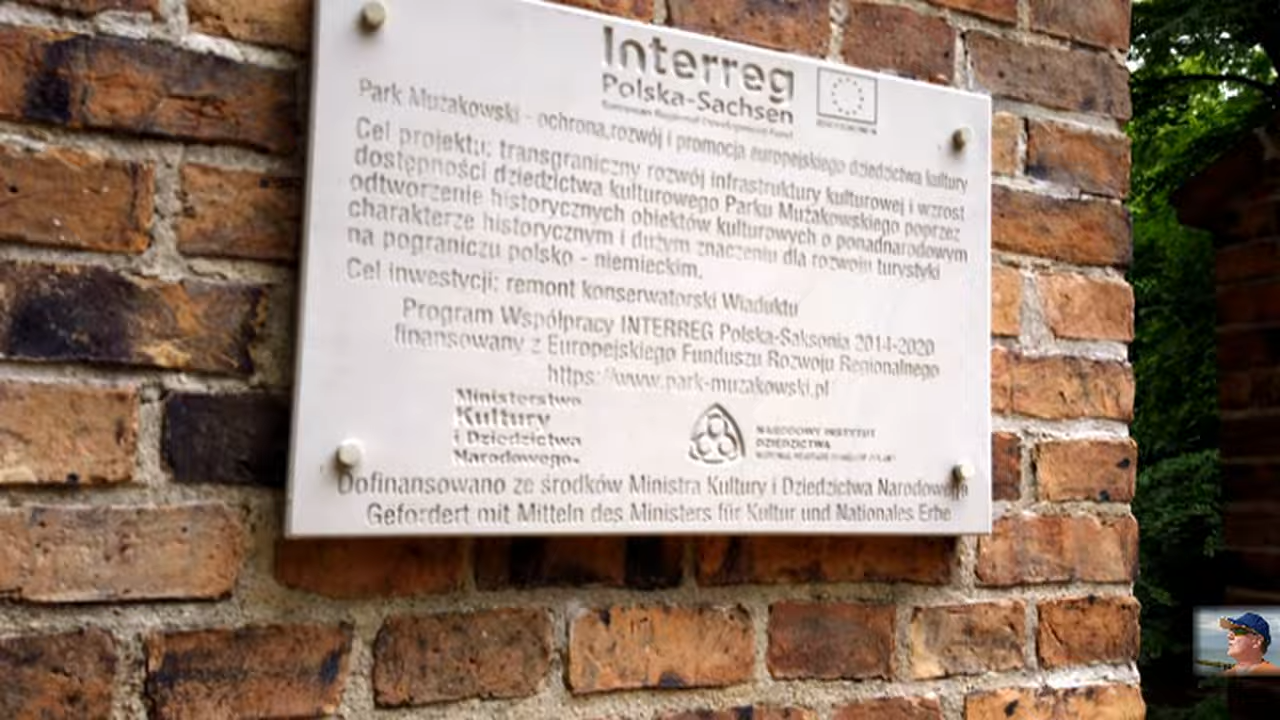 Interreg
Polska-Sachsen
European Regional Development Fund
Park Mużakowski - ochrona,rozwój i promocja europejskiego dziedzictwa kultury
Cel projektu: transgraniczny rozwój infrastruktury kulturowej i wzrost
dostępności dziedzictwa kulturowego Parku Mużakowskiego poprzez
odtworzenie historycznych obiektów kulturowych o ponadnarodowym
charakterze historycznym i dużym znaczeniu dla rozwoju turystyki
na pograniczu polsko - niemieckim.
Cel inwestycji: remont konserwatorski Wiaduktu
Program Współpracy INTERREG Polska-Saksonia 2014-2020
finansowany z Europejskiego Funduszu Rozwoju Regionalnego
https://www.park-muzakowski.pl
Ministerstwo
Kultury
i Dziedzictwa
Narodowego.
NARODOWY INSTYTUT
DZIEDZICTWA
Dofinansowano ze środków Ministra Kultury i Dziedzictwa Narodowego
Gefördert mit Mitteln des Ministers für Kultur und Nationales Erbe